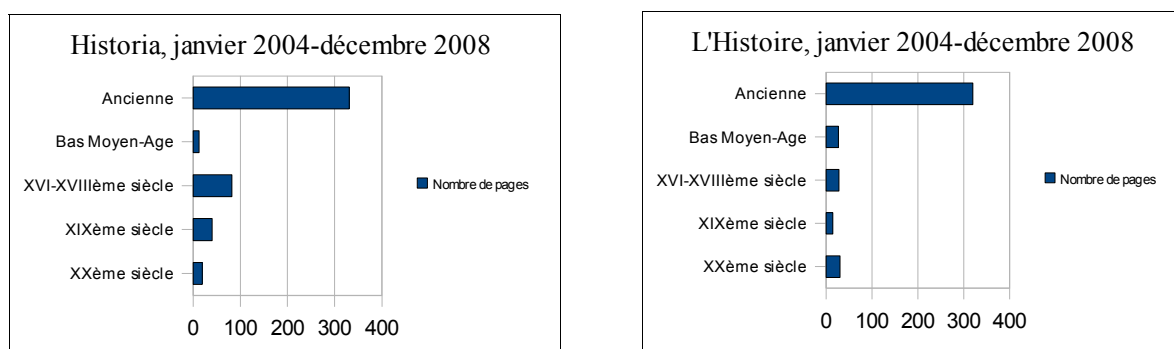 Historia, janvier 2004-décembre 2008
Ancienne
Bas Moyen-Age
XVI-XVIIIème siècle
XIXème siècle
XXème siècle
0 100 200 300 400
Nombre de pages
L'Histoire, janvier 2004-décembre 2008
Ancienne
Bas Moyen-Age
XVI-XVIIIème siècle
XIXème siècle
XXème siècle
0 100 200 300 400
Nombre de pages